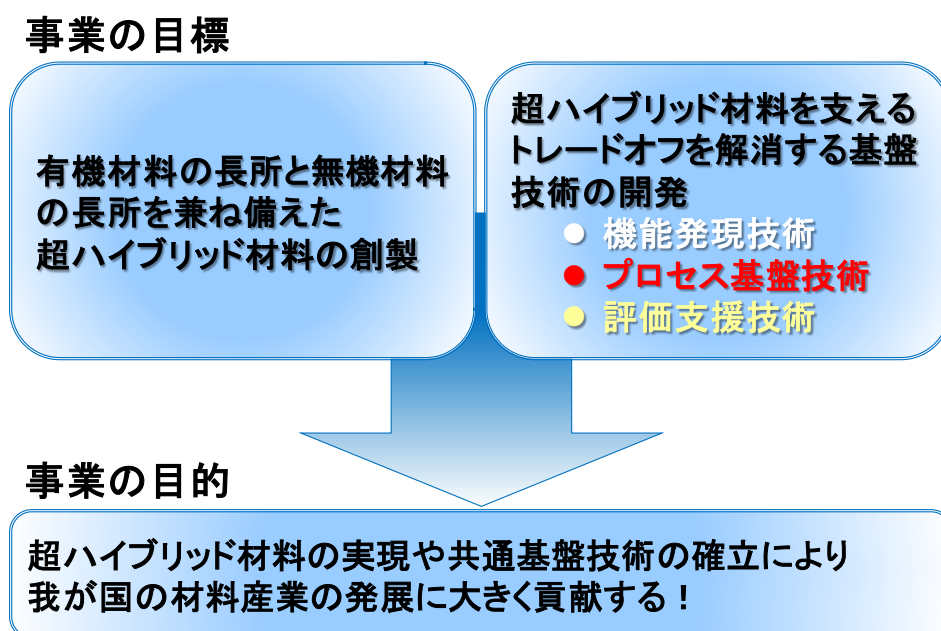 事業の目標
有機材料の長所と無機材料
の長所を兼ね備えた
超ハイブリッド材料の創製
超ハイブリッド材料を支える
トレードオフを解消する基盤
技術の開発
● 機能発現技術
● プロセス基盤技術
● 評価支援技術
事業の目的
超ハイブリッド材料の実現や共通基盤技術の確立により
我が国の材料産業の発展に大きく貢献する！